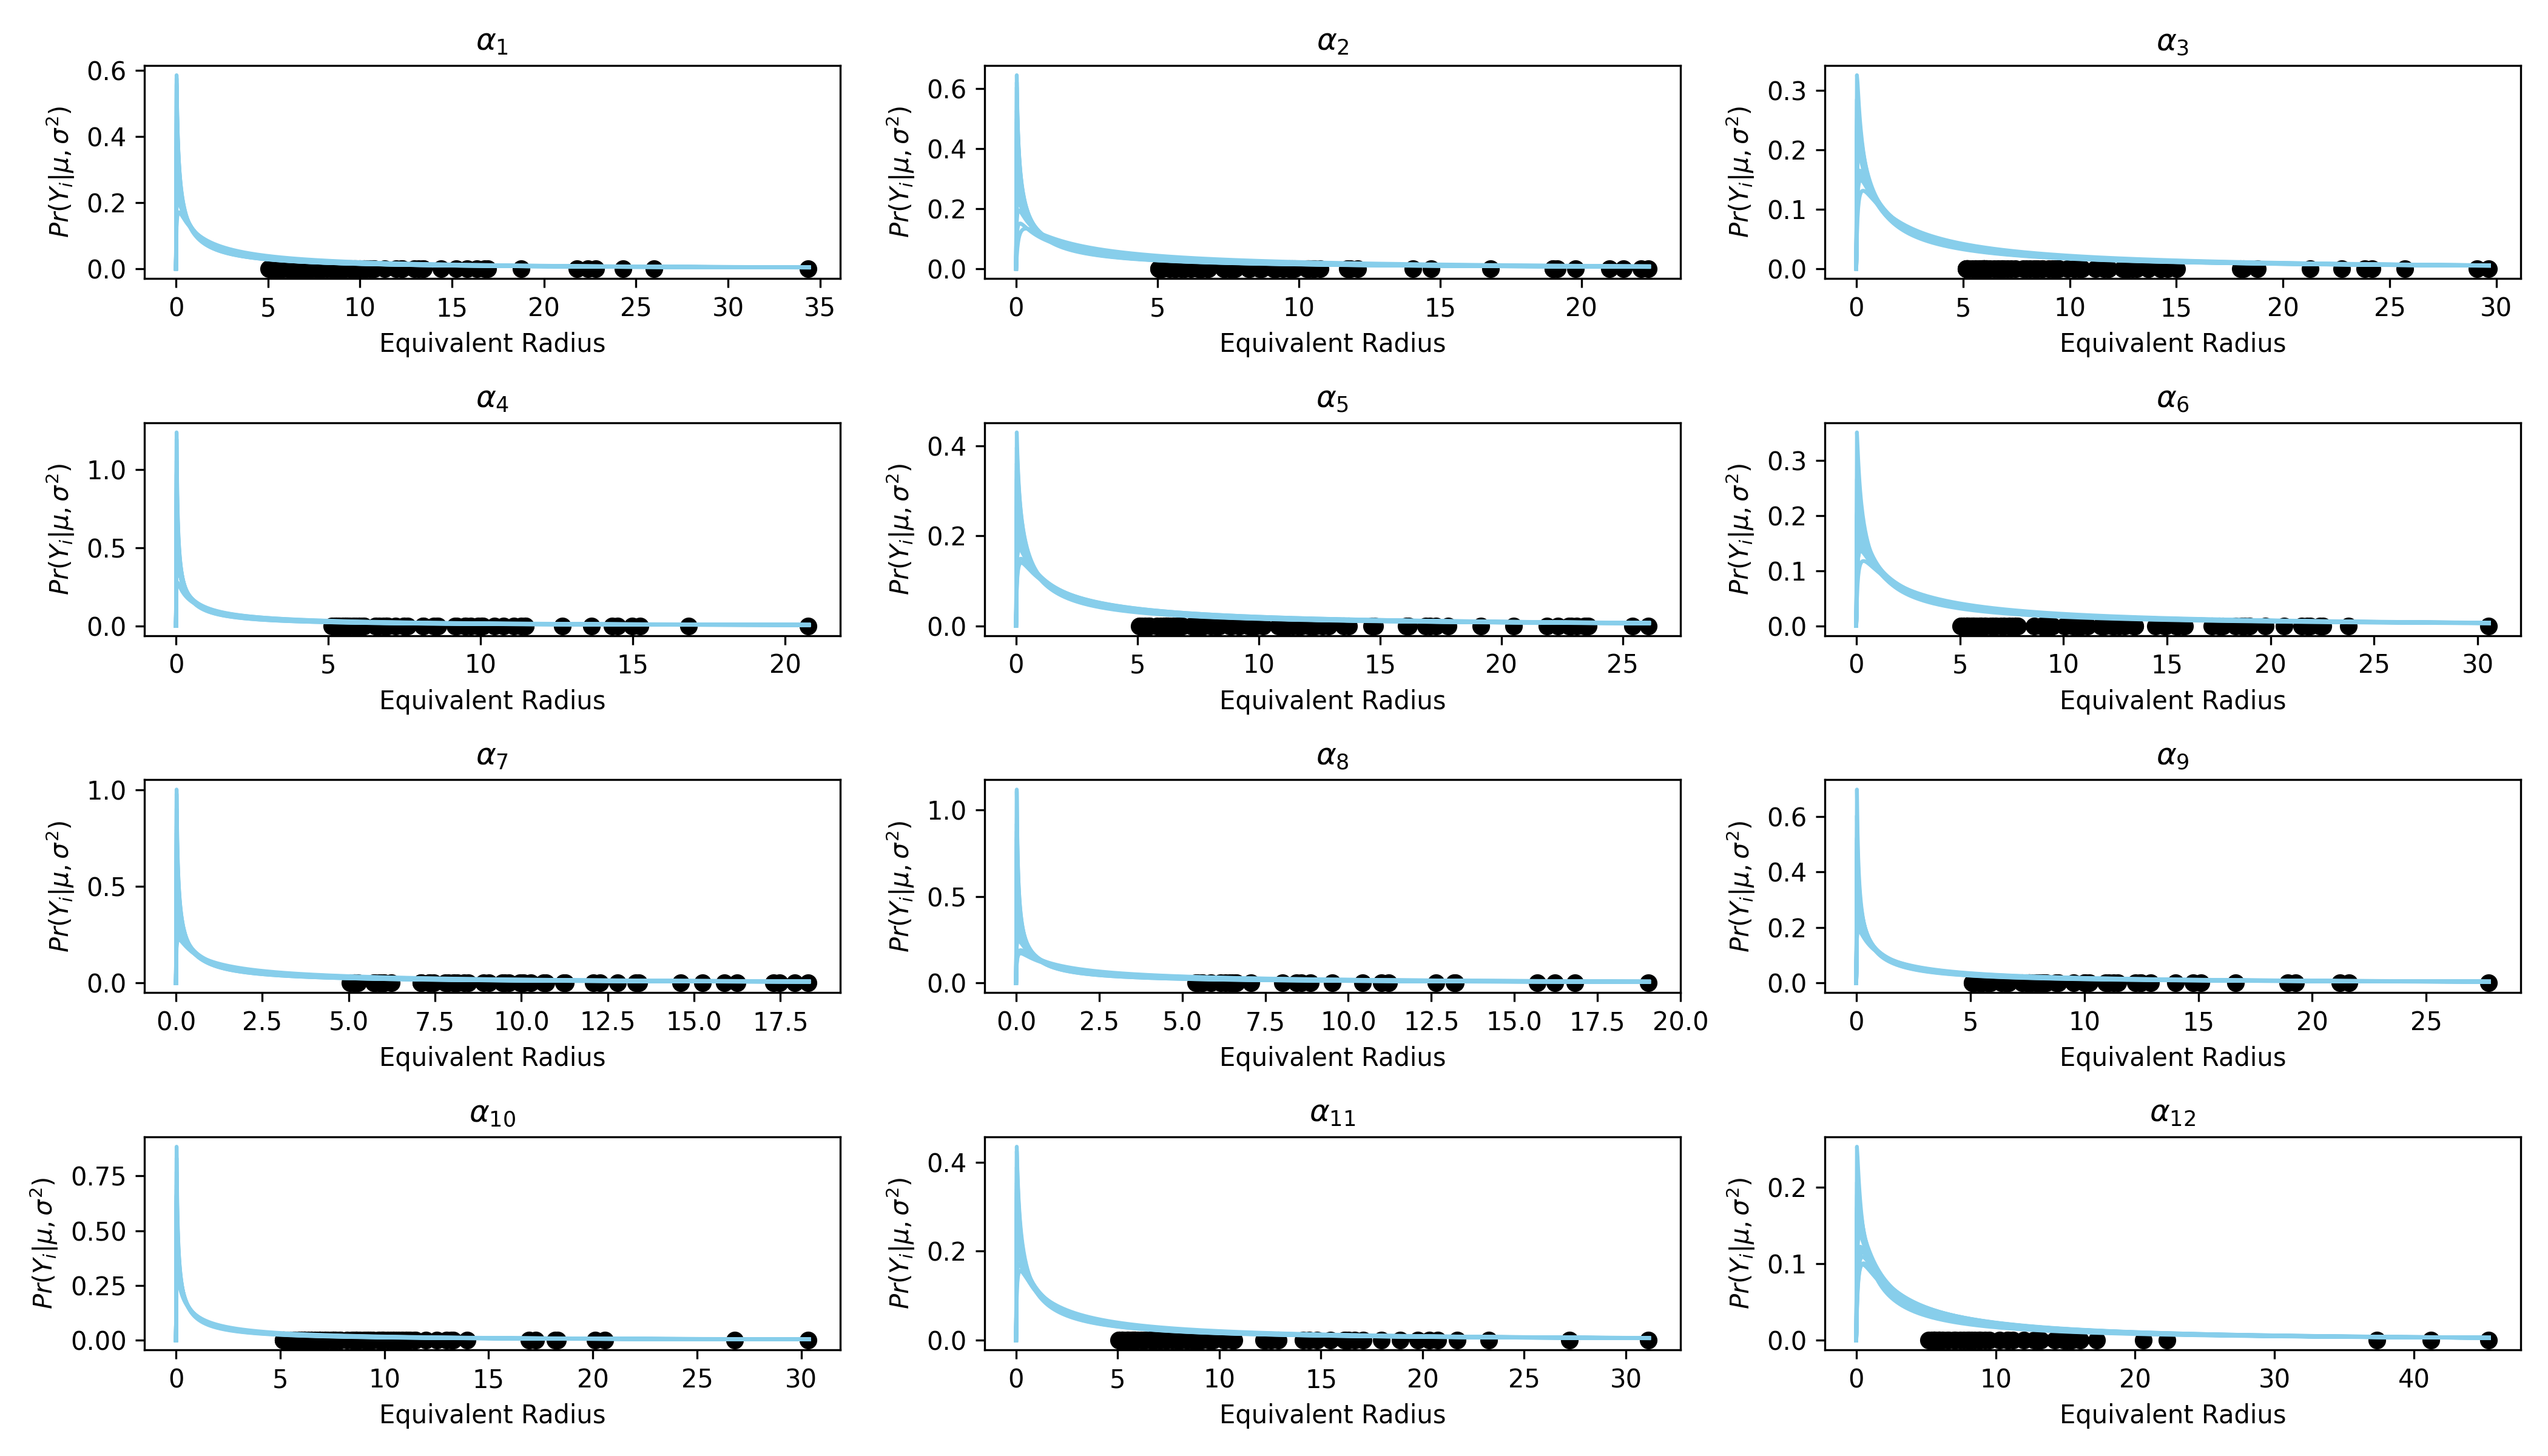 α₁
Pr(Yᵢ|μ, σ²)
0.6
0.4
0.2
0.0
0 5 10 15 20 25 30 35
Equivalent Radius
α₂
Pr(Yᵢ|μ, σ²)
0.6
0.4
0.2
0.0
0 5 10 15 20
Equivalent Radius
α₃
Pr(Yᵢ|μ, σ²)
0.3
0.2
0.1
0.0
0 5 10 15 20 25 30
Equivalent Radius
α₄
Pr(Yᵢ|μ, σ²)
1.0
0.5
0.0
0 5 10 15 20
Equivalent Radius
α₅
Pr(Yᵢ|μ, σ²)
0.4
0.2
0.0
0 5 10 15 20 25
Equivalent Radius
α₆
Pr(Yᵢ|μ, σ²)
0.3
0.2
0.1
0.0
0 5 10 15 20 25 30
Equivalent Radius
α₇
Pr(Yᵢ|μ, σ²)
1.0
0.5
0.0
0.0 2.5 5.0 7.5 10.0 12.5 15.0 17.5
Equivalent Radius
α₈
Pr(Yᵢ|μ, σ²)
1.0
0.5
0.0
0.0 2.5 5.0 7.5 10.0 12.5 15.0 17.5 20.0
Equivalent Radius
α₉
Pr(Yᵢ|μ, σ²)
0.6
0.4
0.2
0.0
0 5 10 15 20 25
Equivalent Radius
α₁₀
Pr(Yᵢ|μ, σ²)
0.75
0.50
0.25
0.00
0 5 10 15 20 25 30
Equivalent Radius
α₁₁
Pr(Yᵢ|μ, σ²)
0.4
0.2
0.0
0 5 10 15 20 25 30
Equivalent Radius
α₁₂
Pr(Yᵢ|μ, σ²)
0.2
0.1
0.0
0 10 20 30 40
Equivalent Radius